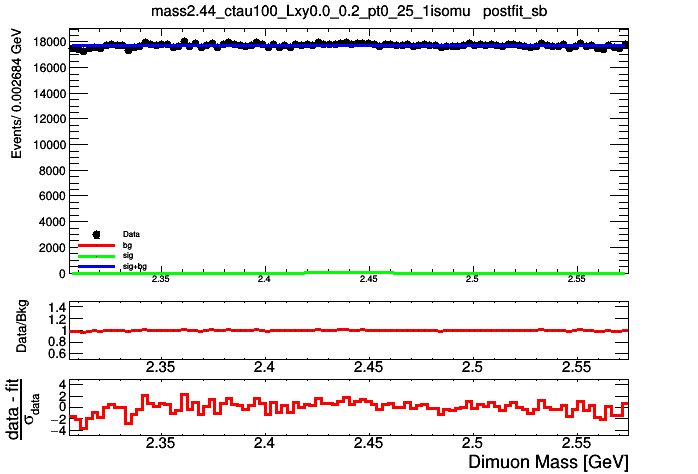 mass2.44_ctau100_Lxy0.0_0.2_pt0_25_1isomu postfit_sb
Events/ 0.002684 GeV
18000
16000
14000
12000
10000
8000
6000
4000
2000
0
Data
bg
sig
sig+bg
2.35 2.4 2.45 2.5 2.55
Data/Bkg
1.4
1.2
1
0.8
0.6
2.35 2.4 2.45 2.5 2.55
data - fit
σdata
4
2
0
−2
−4
2.35 2.4 2.45 2.5 2.55
Dimuon Mass [GeV]